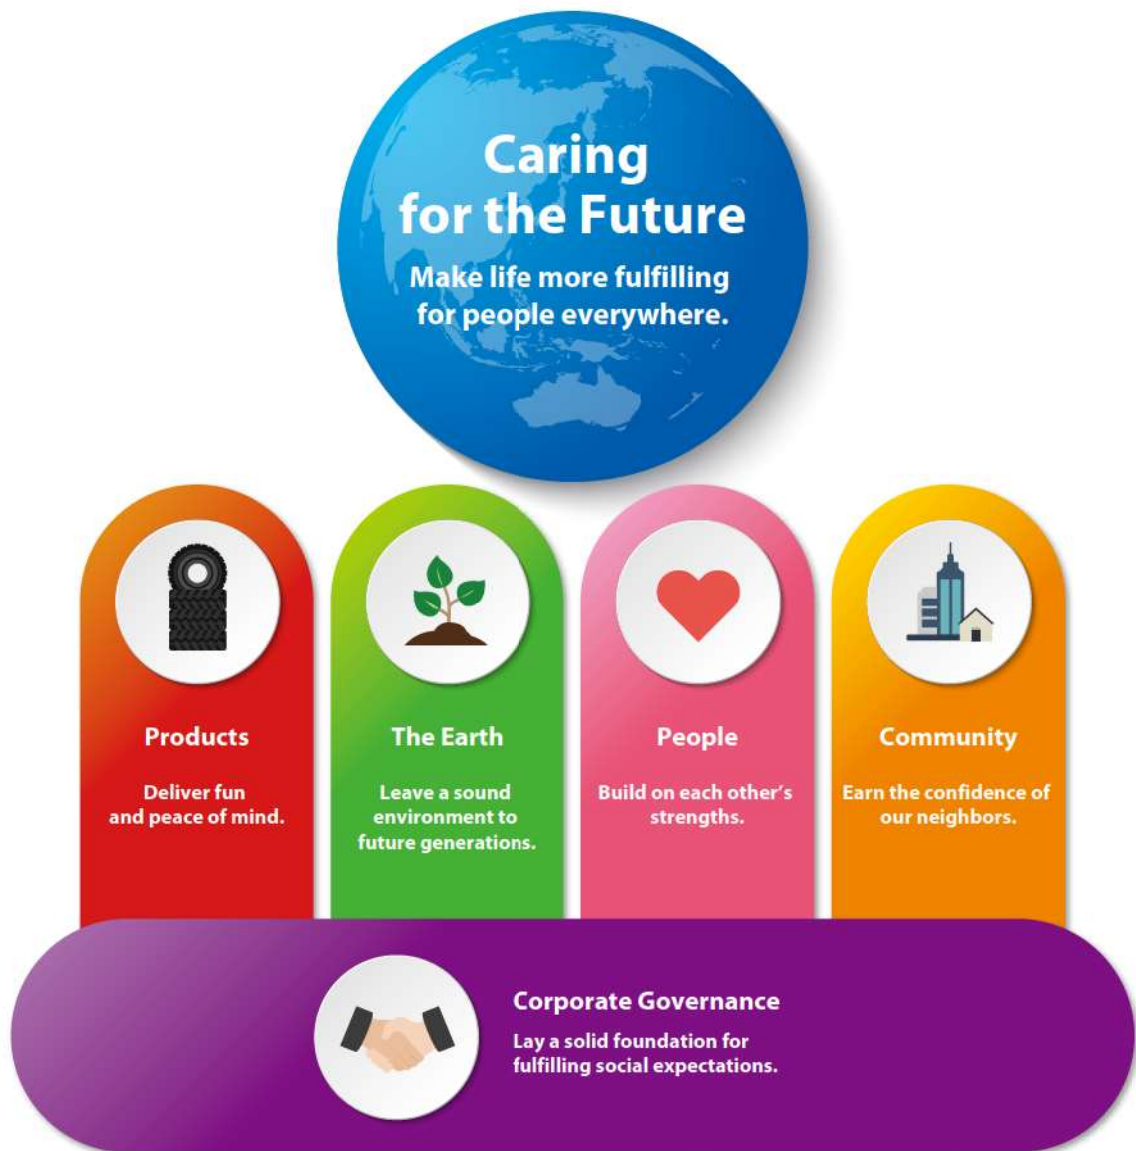 Caring
for the Future
Make life more fulfilling
for people everywhere.
Products
Deliver fun
and peace of mind.
The Earth
Leave a sound
environment to
future generations.
People
Build on each other’s
strengths.
Community
Earn the confidence of
our neighbors.
Corporate Governance
Lay a solid foundation for
fulfilling social expectations.